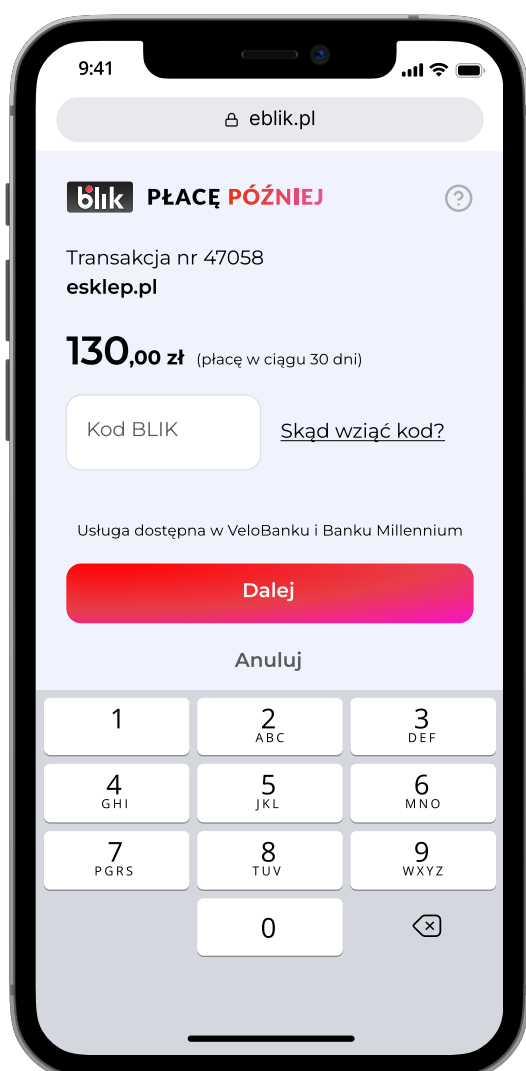 9:41
eblik.pl
blik PŁACĘ PÓŹNIEJ
?
Transakcja nr 47058
esklep.pl
130,00 zł (płacę w ciągu 30 dni)
Kod BLIK
Skąd wziąć kod?
Usługa dostępna w VeloBanku i Banku Millennium
Dalej
Anuluj
1 2 3
ABC DEF
4 5 6
GHI JKL MNO
7 8 9
PGRS TUV WXYZ
0